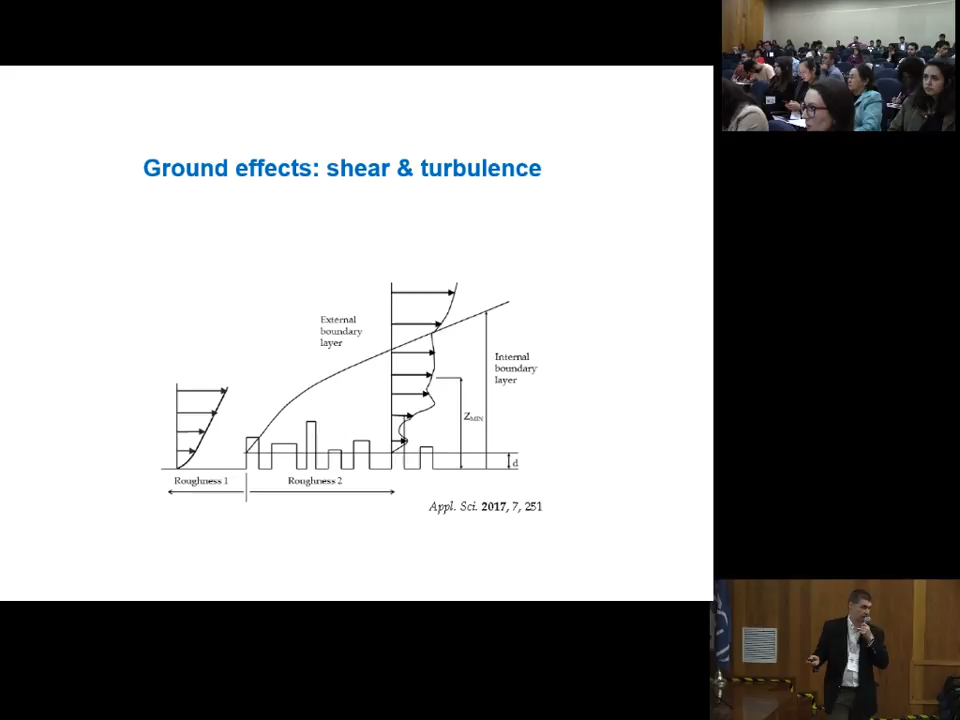 Ground effects: shear & turbulence
External
boundary
layer
Internal
boundary
layer
ZMIN
d
Roughness 1
Roughness 2
Appl. Sci. 2017, 7, 251